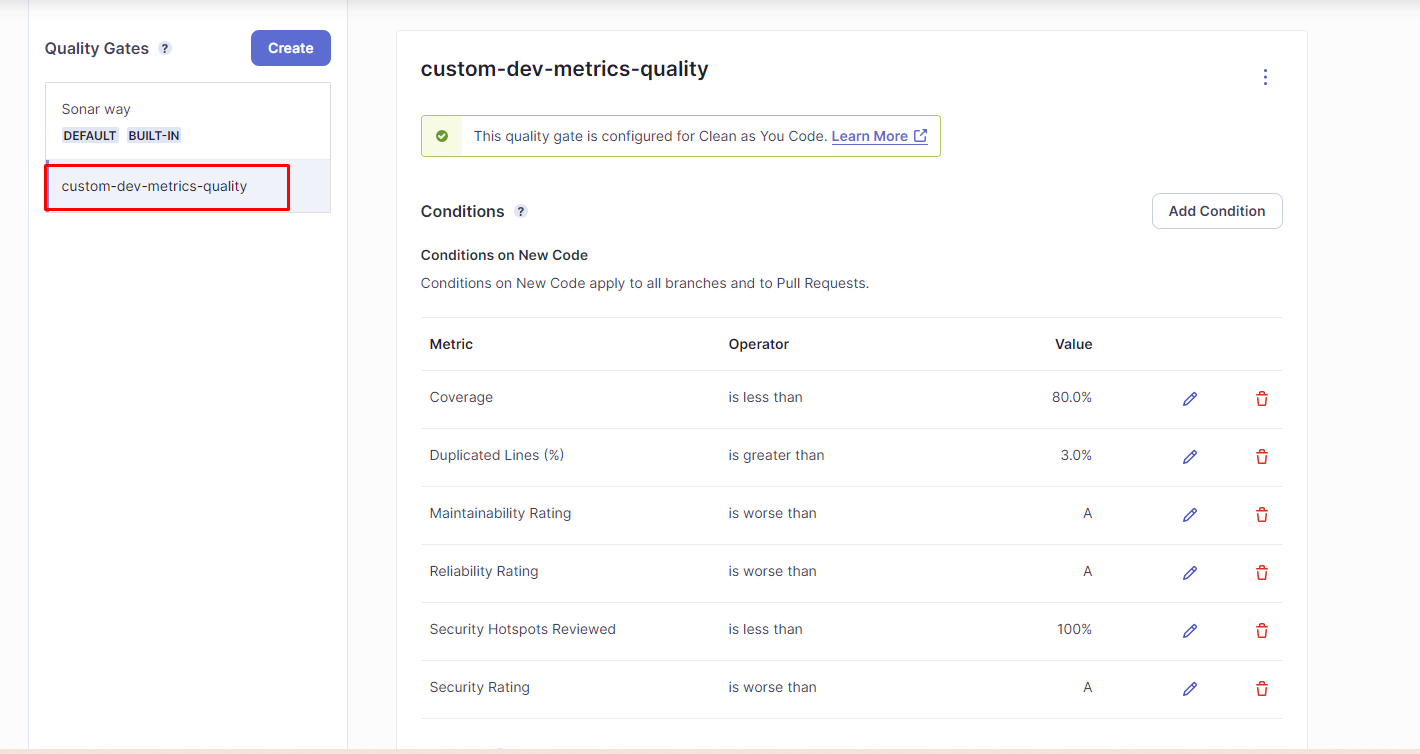 Quality Gates ?
Create
Sonar way
DEFAULT BUILT-IN
custom-dev-metrics-quality
custom-dev-metrics-quality
This quality gate is configured for Clean as You Code. Learn More
Conditions ?
Add Condition
Conditions on New Code
Conditions on New Code apply to all branches and to Pull Requests.
Metric Operator Value
Coverage is less than 80.0%
Duplicated Lines (%) is greater than 3.0%
Maintainability Rating is worse than A
Reliability Rating is worse than A
Security Hotspots Reviewed is less than 100%
Security Rating is worse than A